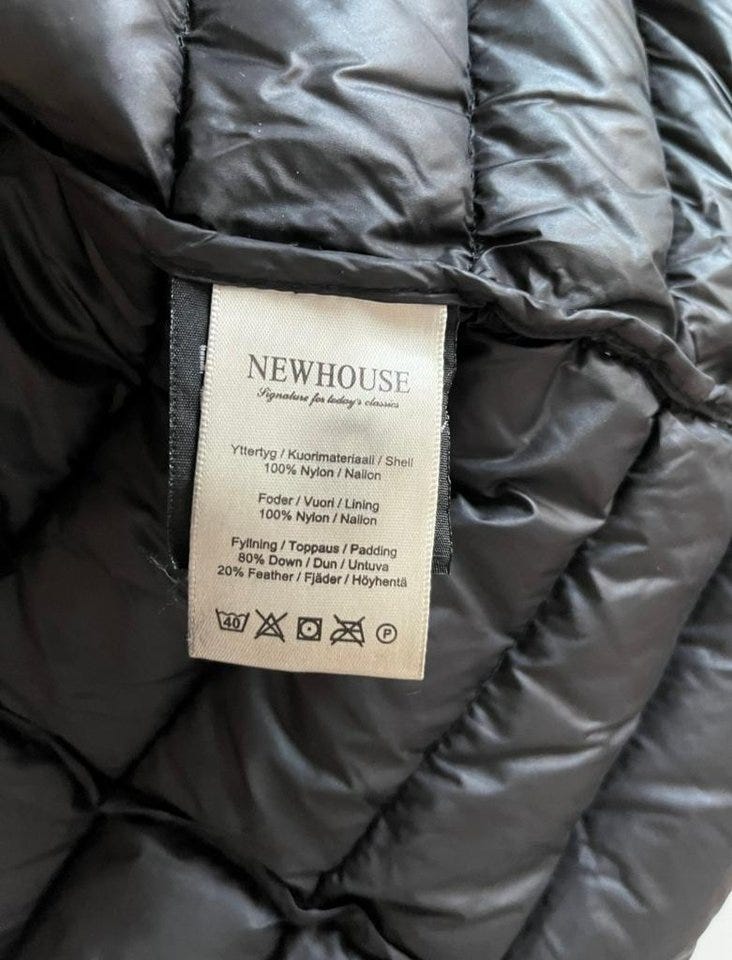 NEWHOUSE
Signature for today's classics
Yttertyg / Kuorimateriaali / Shell
100% Nylon / Nailon
Foder / Vuori / Lining
100% Nylon / Nailon
Fyllning / Toppaus / Padding
80% Down / Dun / Untuva
20% Feather / Fjäder / Höyhentä
40 P